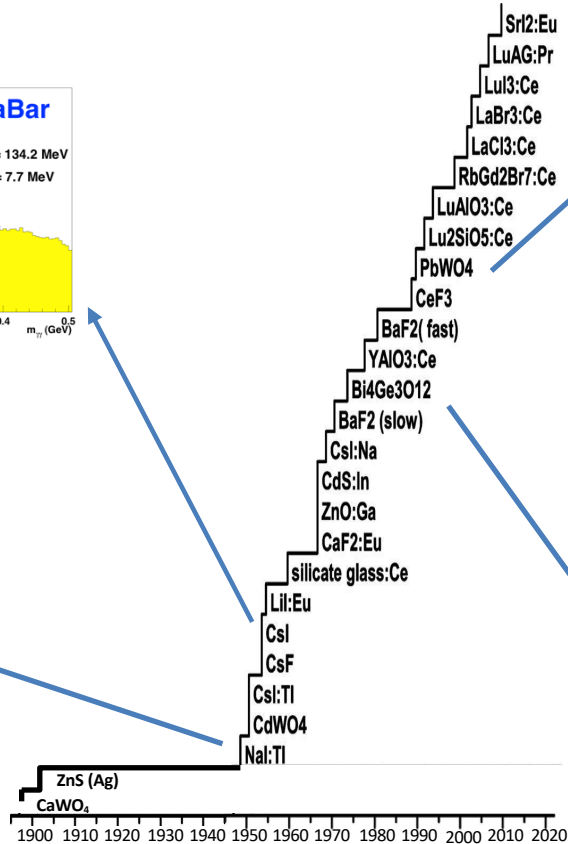 SrI2:Eu
LuAG:Pr
LuI3:Ce
aBar
LaBr3:Ce
LaCl3:Ce
= 134.2 MeV
= 7.7 MeV
RbGd2Br7:Ce
LuAlO3:Ce
Lu2SiO5:Ce
PbWO4
CeF3
0.4 0.5
mγγ (GeV)
BaF2( fast)
YAlO3:Ce
Bi4Ge3O12
BaF2 (slow)
CsI:Na
CdS:In
ZnO:Ga
CaF2:Eu
silicate glass:Ce
LiI:Eu
CsI
CsF
CsI:Tl
CdWO4
NaI:Tl
ZnS (Ag)
CaWO₄
1900 1910 1920 1930 1940 1950 1960 1970 1980 1990 2000 2010 2020